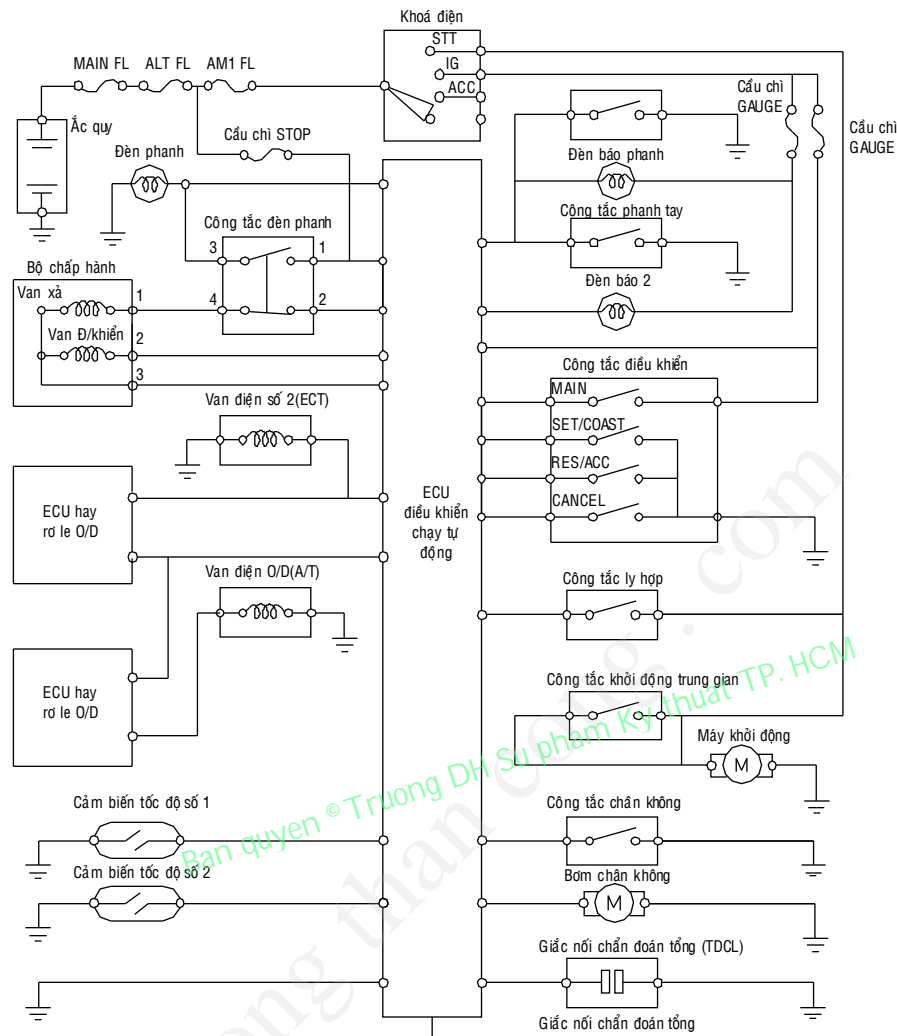 Khoá điện
STT
MAIN FL ALT FL AM1 FL
IG
ACC
Cầu chì
GAUGE
Cầu chì
GAUGE
Ắc quy
Cầu chì STOP
Đèn phanh
Đèn báo phanh
Công tắc đèn phanh
Công tắc phanh tay
3 1
Bộ chấp hành
Đèn báo 2
Van xả
1 4 2
Van Đ/khiển
2
3
Công tắc điều khiển
MAIN
Van điện số 2(ECT)
SET/COAST
RES/ACC
CANCEL
ECU hay
rơ le O/D
ECU
điều khiển
chạy tự
động
Van điện O/D(A/T)
Công tắc ly hợp
ECU hay
rơ le O/D
Công tắc khởi động trung gian
Máy khởi động
M
Cảm biến tốc độ số 1
Công tắc chân không
Cảm biến tốc độ số 2
Bơm chân không
M
Giắc nối chẩn đoán tổng (TDCL)
Giắc nối chẩn đoán tổng
Ban quyen © Truong DH Su pham Ky thuat TP. HCM
ong than cong . com